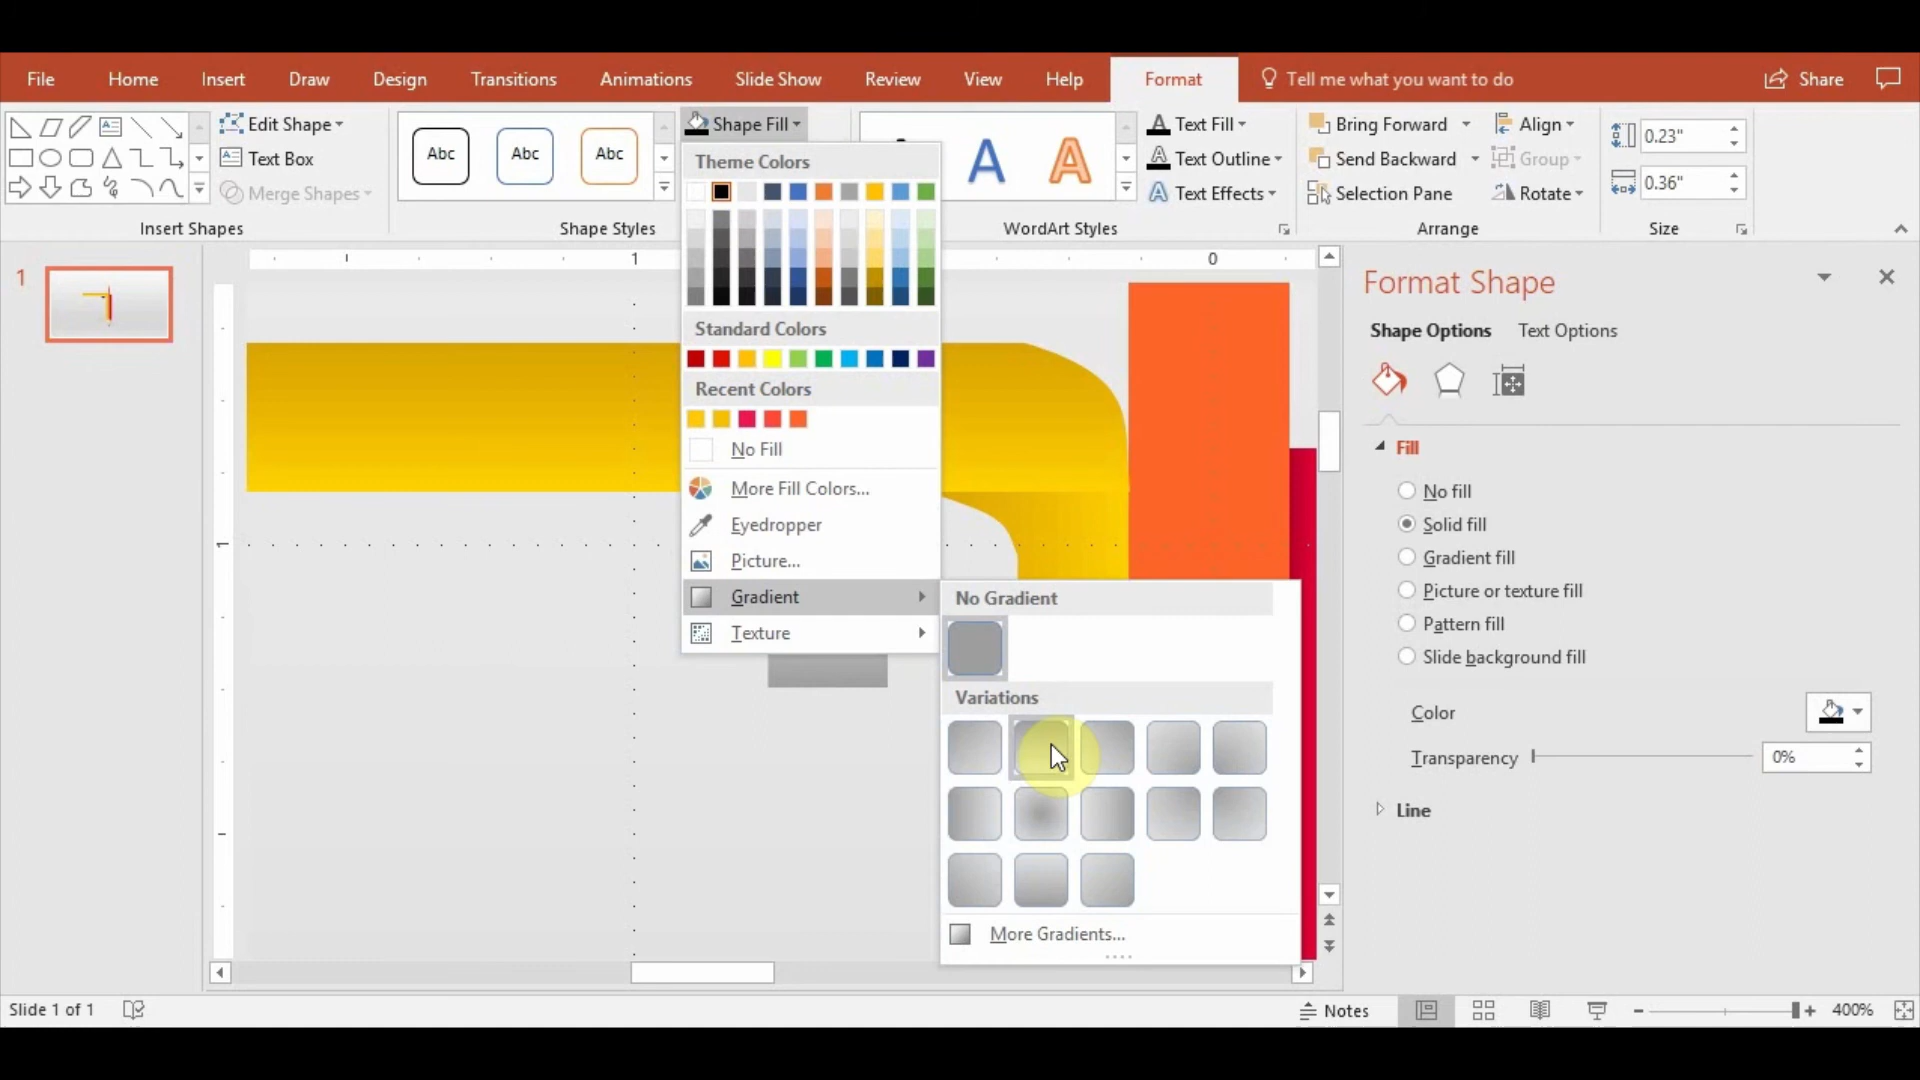 File Home Insert Draw Design Transitions Animations Slide Show Review View Help Format Tell me what you want to do Share
Edit Shape
Text Box
Merge Shapes
Insert Shapes
Abc Abc Abc
Shape Styles
Shape Fill
Theme Colors
Standard Colors
Recent Colors
No Fill
More Fill Colors...
Eyedropper
Picture...
Gradient
Texture
No Gradient
Variations
More Gradients...
A A
WordArt Styles
Text Fill
Text Outline
Text Effects
Bring Forward
Send Backward
Selection Pane
Align
Group
Rotate
Arrange
0.23"
0.36"
Size
1
1 0
1
Format Shape
Shape Options Text Options
Fill
No fill
Solid fill
Gradient fill
Picture or texture fill
Pattern fill
Slide background fill
Color
Transparency 0%
Line
Slide 1 of 1 Notes 400%